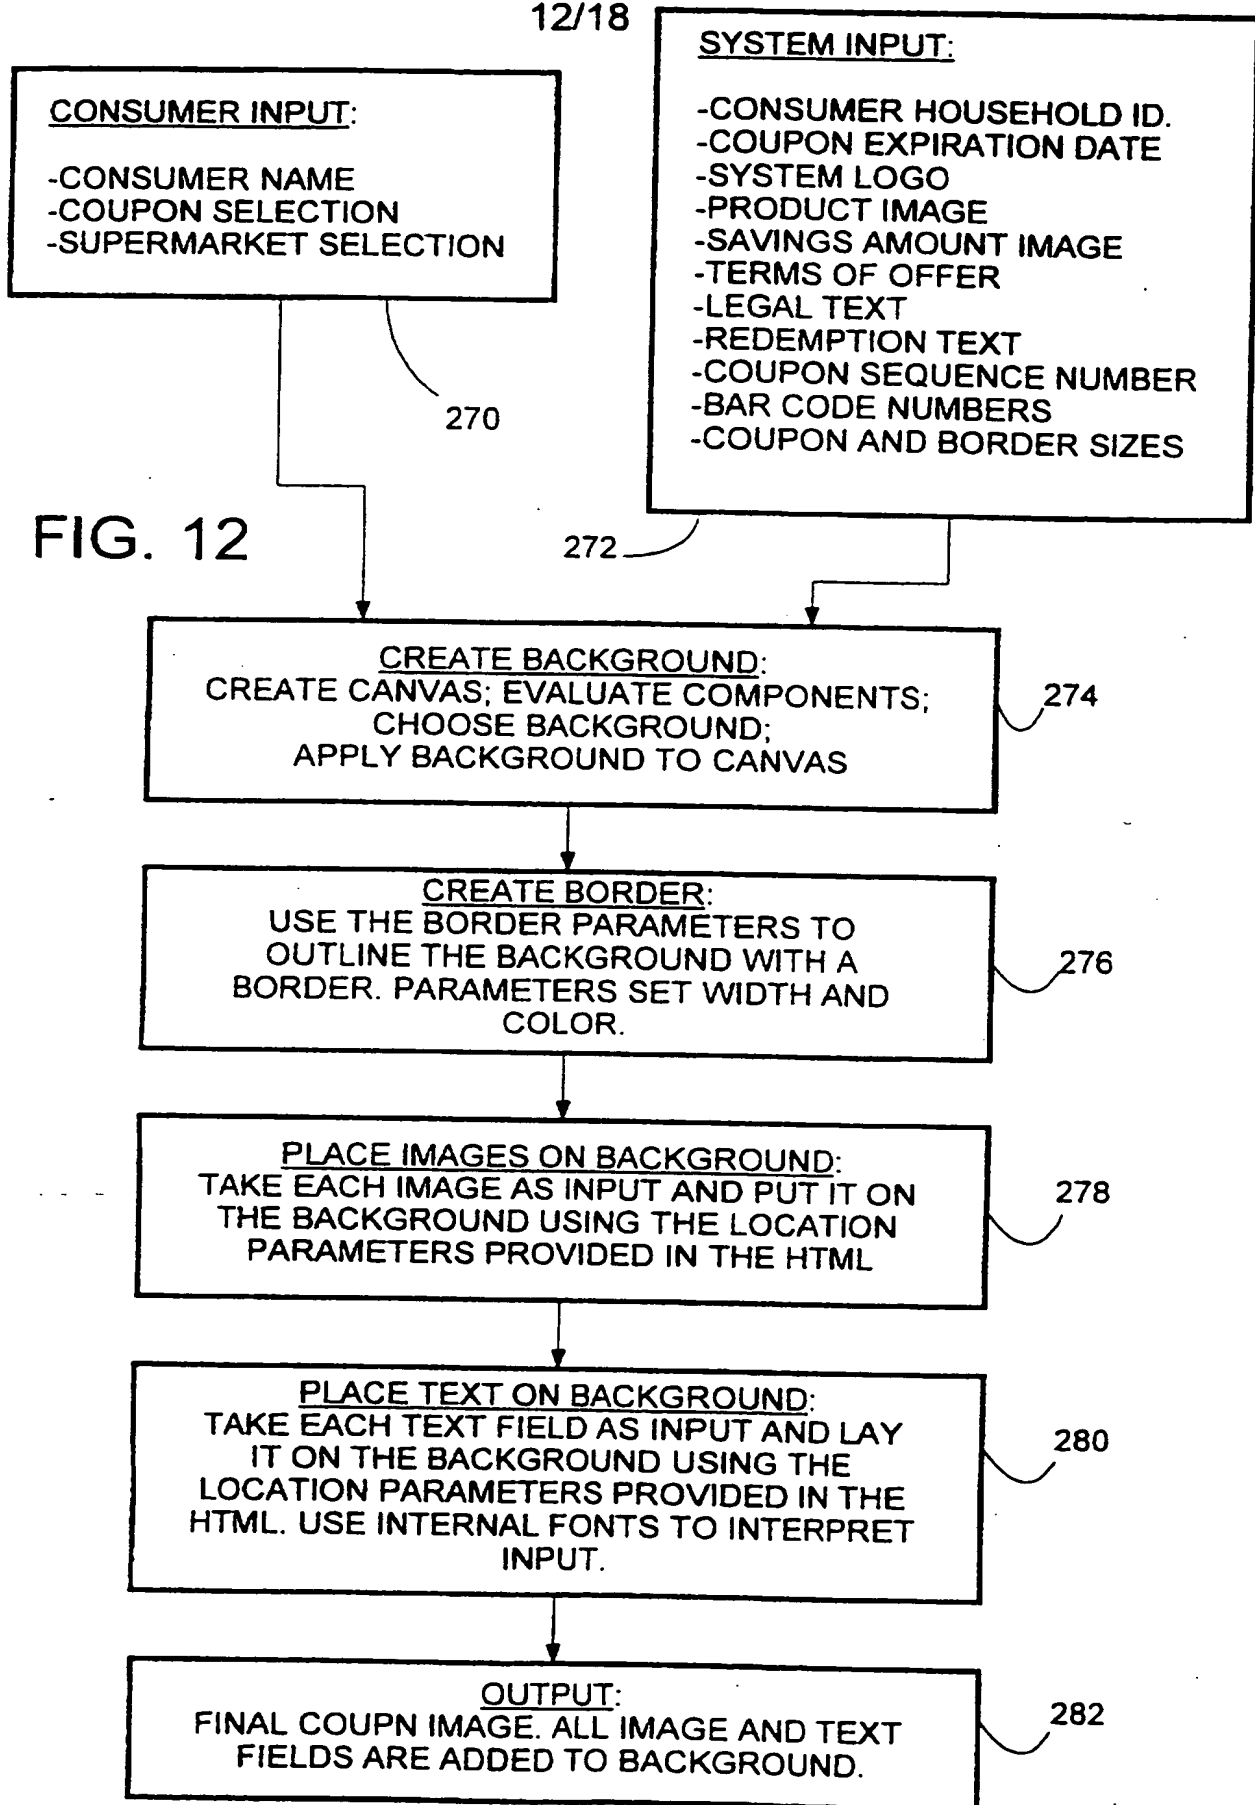 12/18
CONSUMER INPUT:
-CONSUMER NAME
-COUPON SELECTION
-SUPERMARKET SELECTION
270
SYSTEM INPUT:
-CONSUMER HOUSEHOLD ID.
-COUPON EXPIRATION DATE
-SYSTEM LOGO
-PRODUCT IMAGE
-SAVINGS AMOUNT IMAGE
-TERMS OF OFFER
-LEGAL TEXT
-REDEMPTION TEXT
-COUPON SEQUENCE NUMBER
-BAR CODE NUMBERS
-COUPON AND BORDER SIZES
272
FIG. 12
CREATE BACKGROUND:
CREATE CANVAS; EVALUATE COMPONENTS;
CHOOSE BACKGROUND;
APPLY BACKGROUND TO CANVAS
274
CREATE BORDER:
USE THE BORDER PARAMETERS TO
OUTLINE THE BACKGROUND WITH A
BORDER. PARAMETERS SET WIDTH AND
COLOR.
276
PLACE IMAGES ON BACKGROUND:
TAKE EACH IMAGE AS INPUT AND PUT IT ON
THE BACKGROUND USING THE LOCATION
PARAMETERS PROVIDED IN THE HTML
278
PLACE TEXT ON BACKGROUND:
TAKE EACH TEXT FIELD AS INPUT AND LAY
IT ON THE BACKGROUND USING THE
LOCATION PARAMETERS PROVIDED IN THE
HTML. USE INTERNAL FONTS TO INTERPRET
INPUT.
280
OUTPUT:
FINAL COUPN IMAGE. ALL IMAGE AND TEXT
FIELDS ARE ADDED TO BACKGROUND.
282